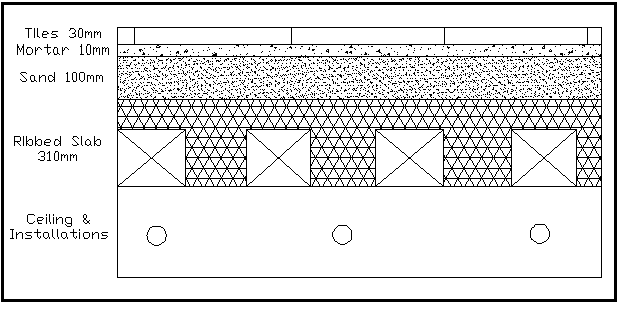 Tiles 30mm
Mortar 10mm
Sand 100mm
Ribbed Slab
310mm
Ceiling &
Installations